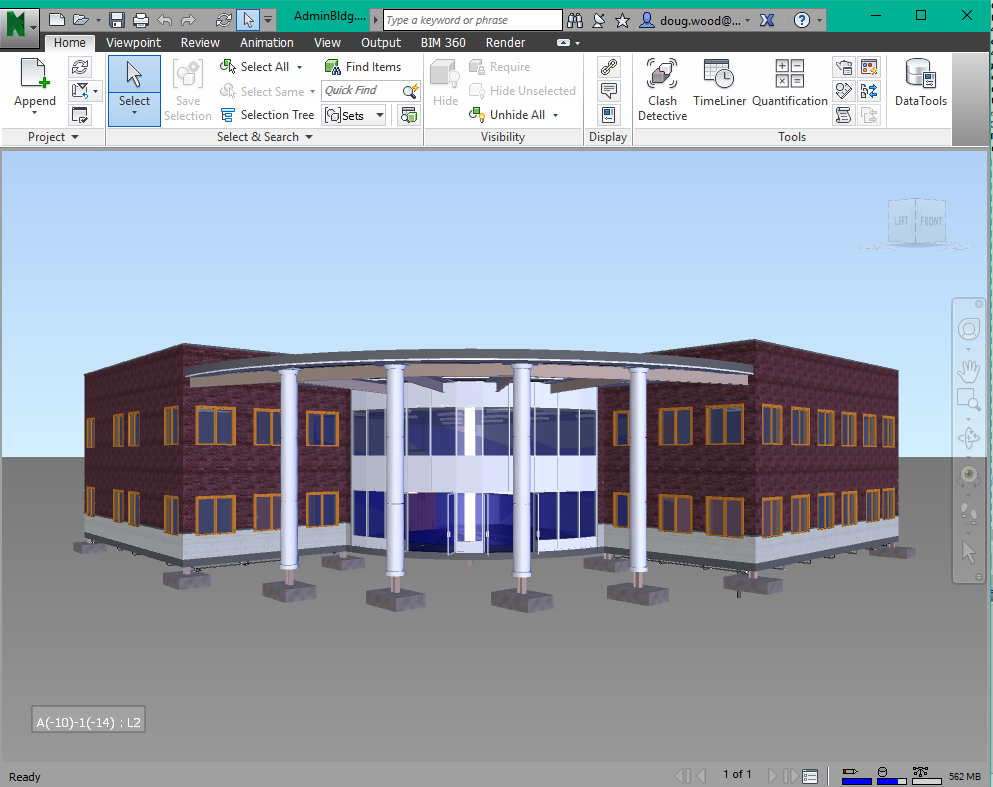 AdminBldg....
Type a keyword or phrase
doug.wood@...
?
Home Viewpoint Review Animation View Output BIM 360 Render
Append
Project
Select
Save Selection
Select All
Select Same
Selection Tree
Find Items
Quick Find
Sets
Select & Search
Hide
Require
Hide Unselected
Unhide All
Visibility
Display
Clash Detective
TimeLiner
Quantification
Tools
DataTools
LEFT FRONT
A(-10)-1(-14) : L2
Ready
1 of 1
562 MB